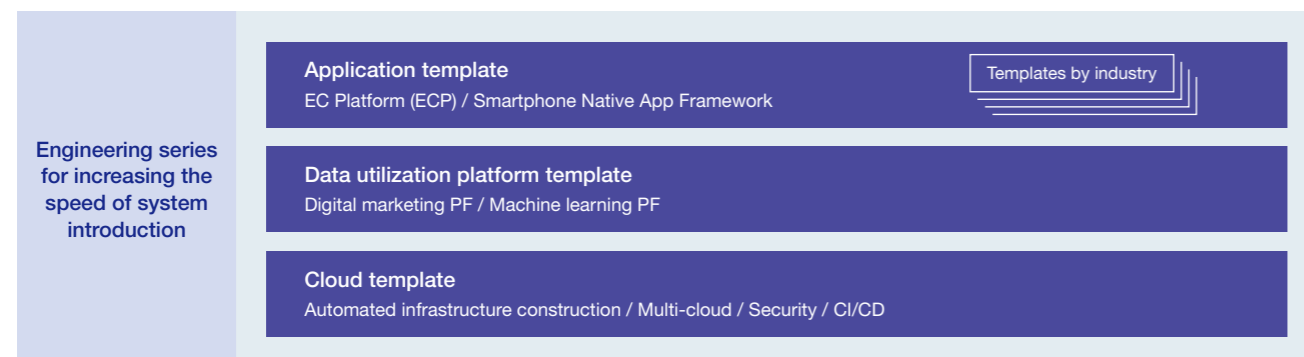 Engineering series
for increasing the
speed of system
introduction
Application template
EC Platform (ECP) / Smartphone Native App Framework
Templates by industry
Data utilization platform template
Digital marketing PF / Machine learning PF
Cloud template
Automated infrastructure construction / Multi-cloud / Security / CI/CD